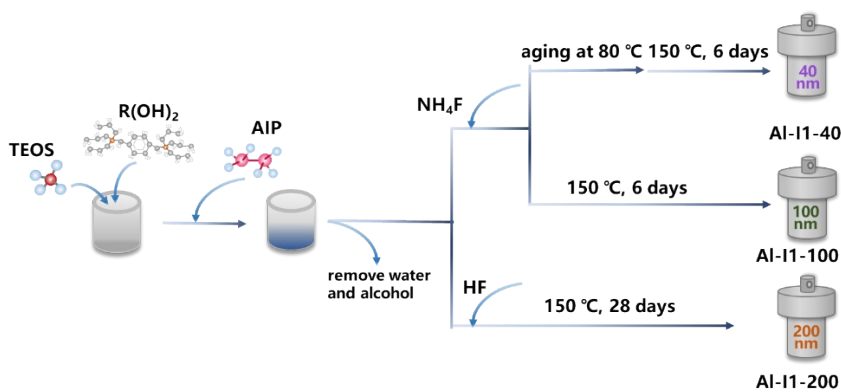 TEOS
R(OH)₂
AIP
remove water
and alcohol
NH₄F
aging at 80 ℃ 150 ℃, 6 days
40
nm
Al-I1-40
150 ℃, 6 days
100
nm
Al-I1-100
HF
150 ℃, 28 days
200
nm
Al-I1-200